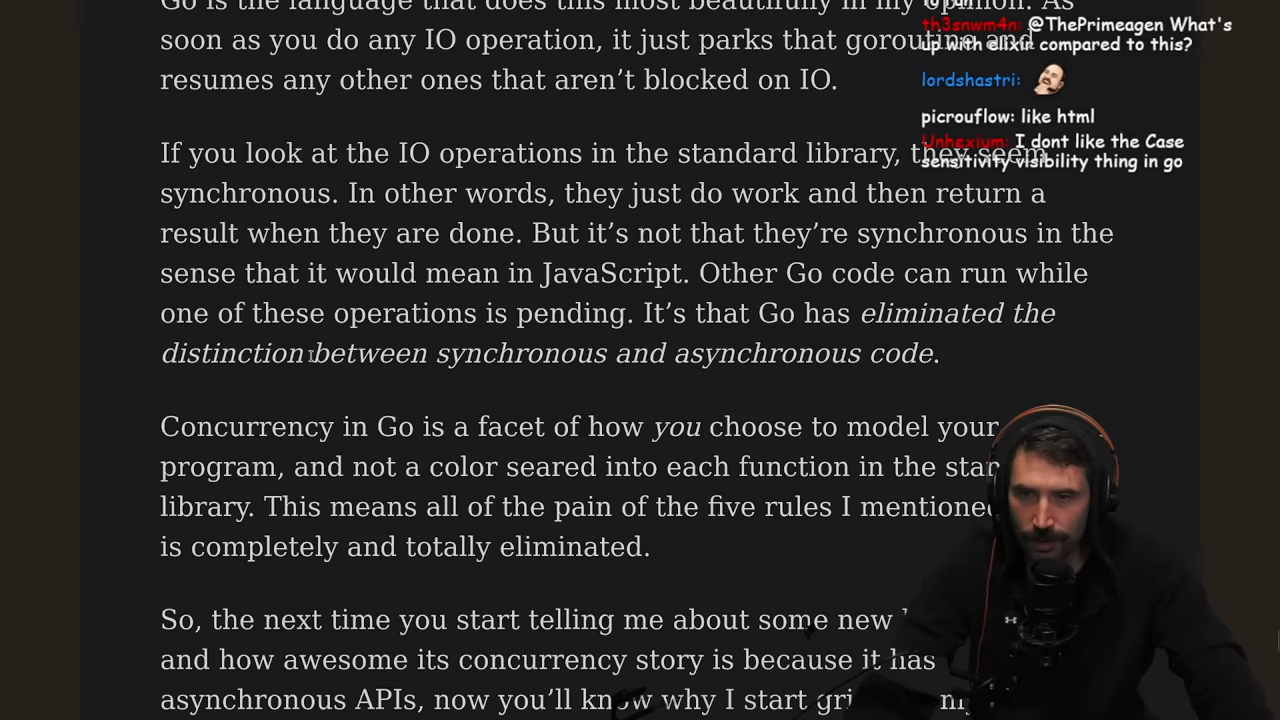 Go is the language that does this most beautifully in my opinion. As
soon as you do any IO operation, it just parks that goroutine and
resumes any other ones that aren’t blocked on IO.
If you look at the IO operations in the standard library, they seem
synchronous. In other words, they just do work and then return a
result when they are done. But it’s not that they’re synchronous in the
sense that it would mean in JavaScript. Other Go code can run while
one of these operations is pending. It’s that Go has eliminated the
distinction between synchronous and asynchronous code.
Concurrency in Go is a facet of how you choose to model your
program, and not a color seared into each function in the
library. This means all of the pain of the five rules I mentioned
is completely and totally eliminated.
So, the next time you start telling me about some new
and how awesome its concurrency story is because it has
asynchronous APIs, now you’ll know why I start
th3snwm4n: @ThePrimeagen What's
up with elixir compared to this?
lordshastri:
picrouflow: like html
Unhexium: I dont like the Case
sensitivity visibility thing in go